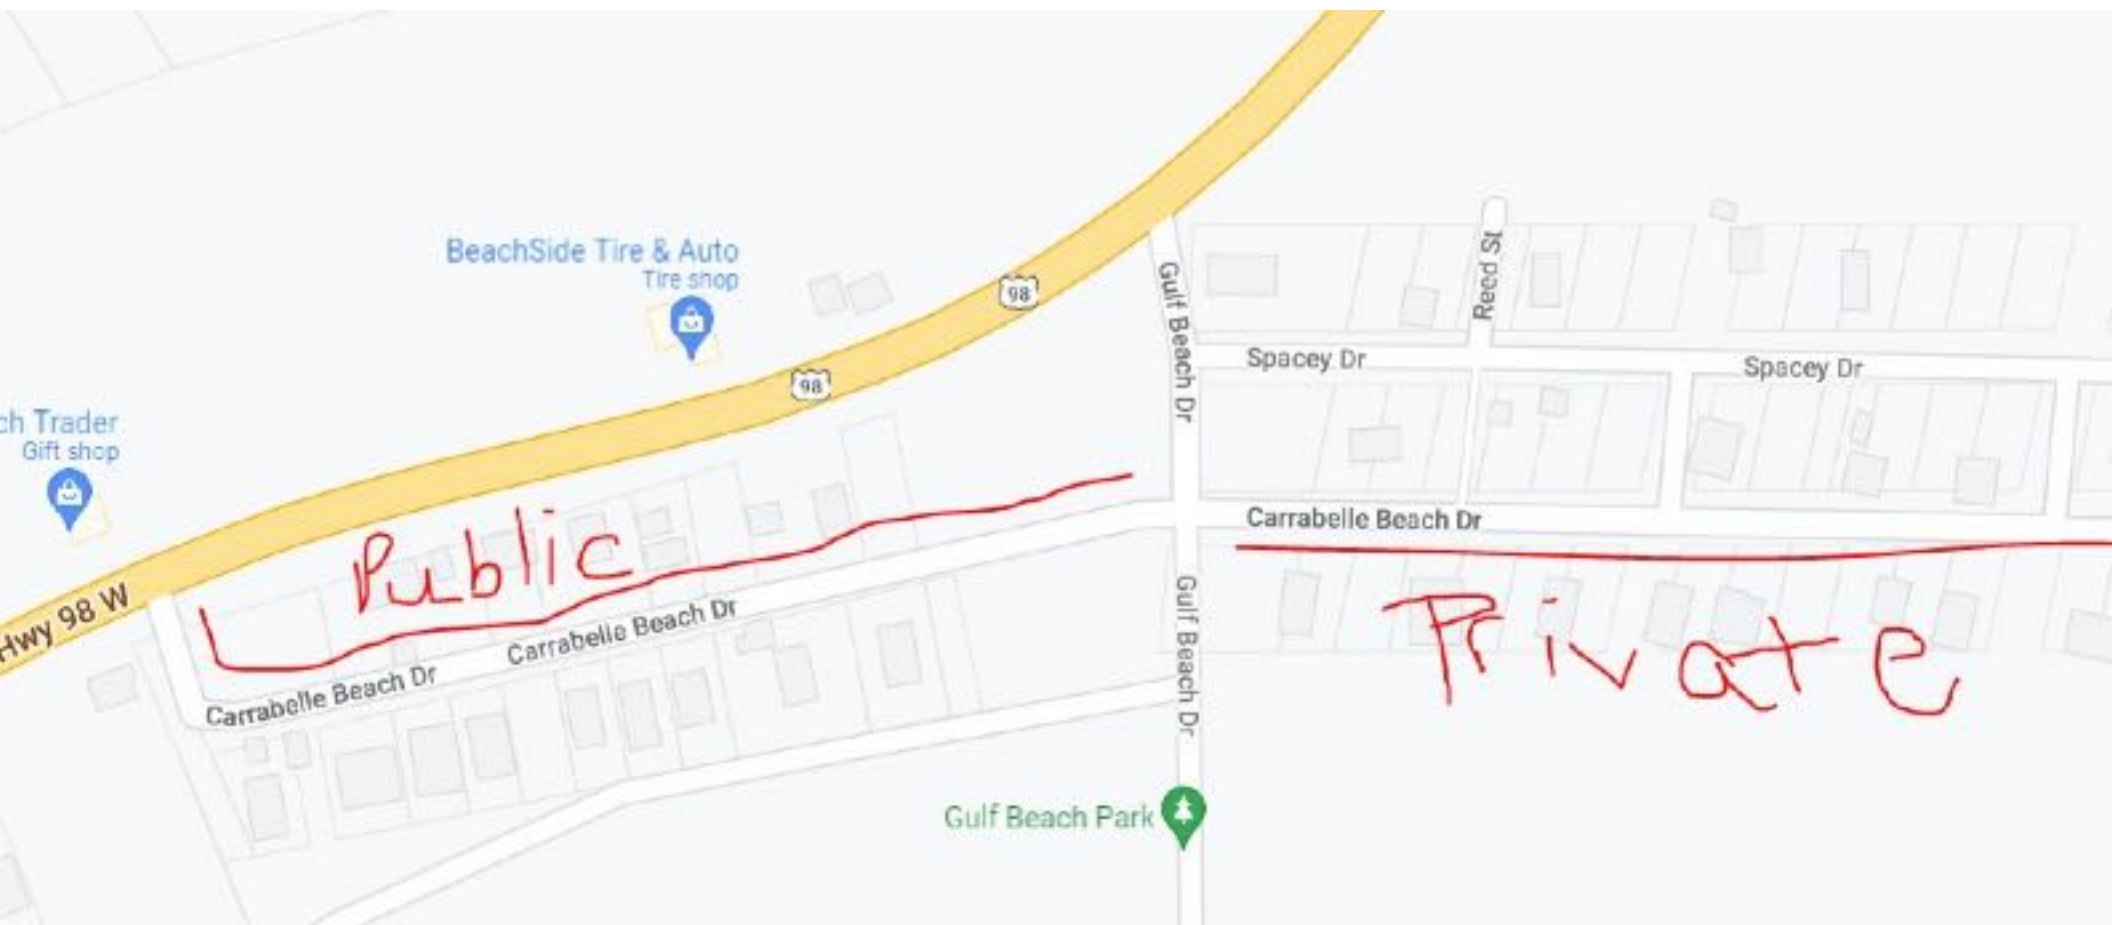 BeachSide Tire & Auto
Tire shop
98
98
Gulf Beach Dr
Reed St
Spacey Dr
Spacey Dr
ch Trader
Gift shop
Public
Hwy 98 W
Carrabelle Beach Dr
Carrabelle Beach Dr
Carrabelle Beach Dr
Private
Gulf Beach Dr
Gulf Beach Park